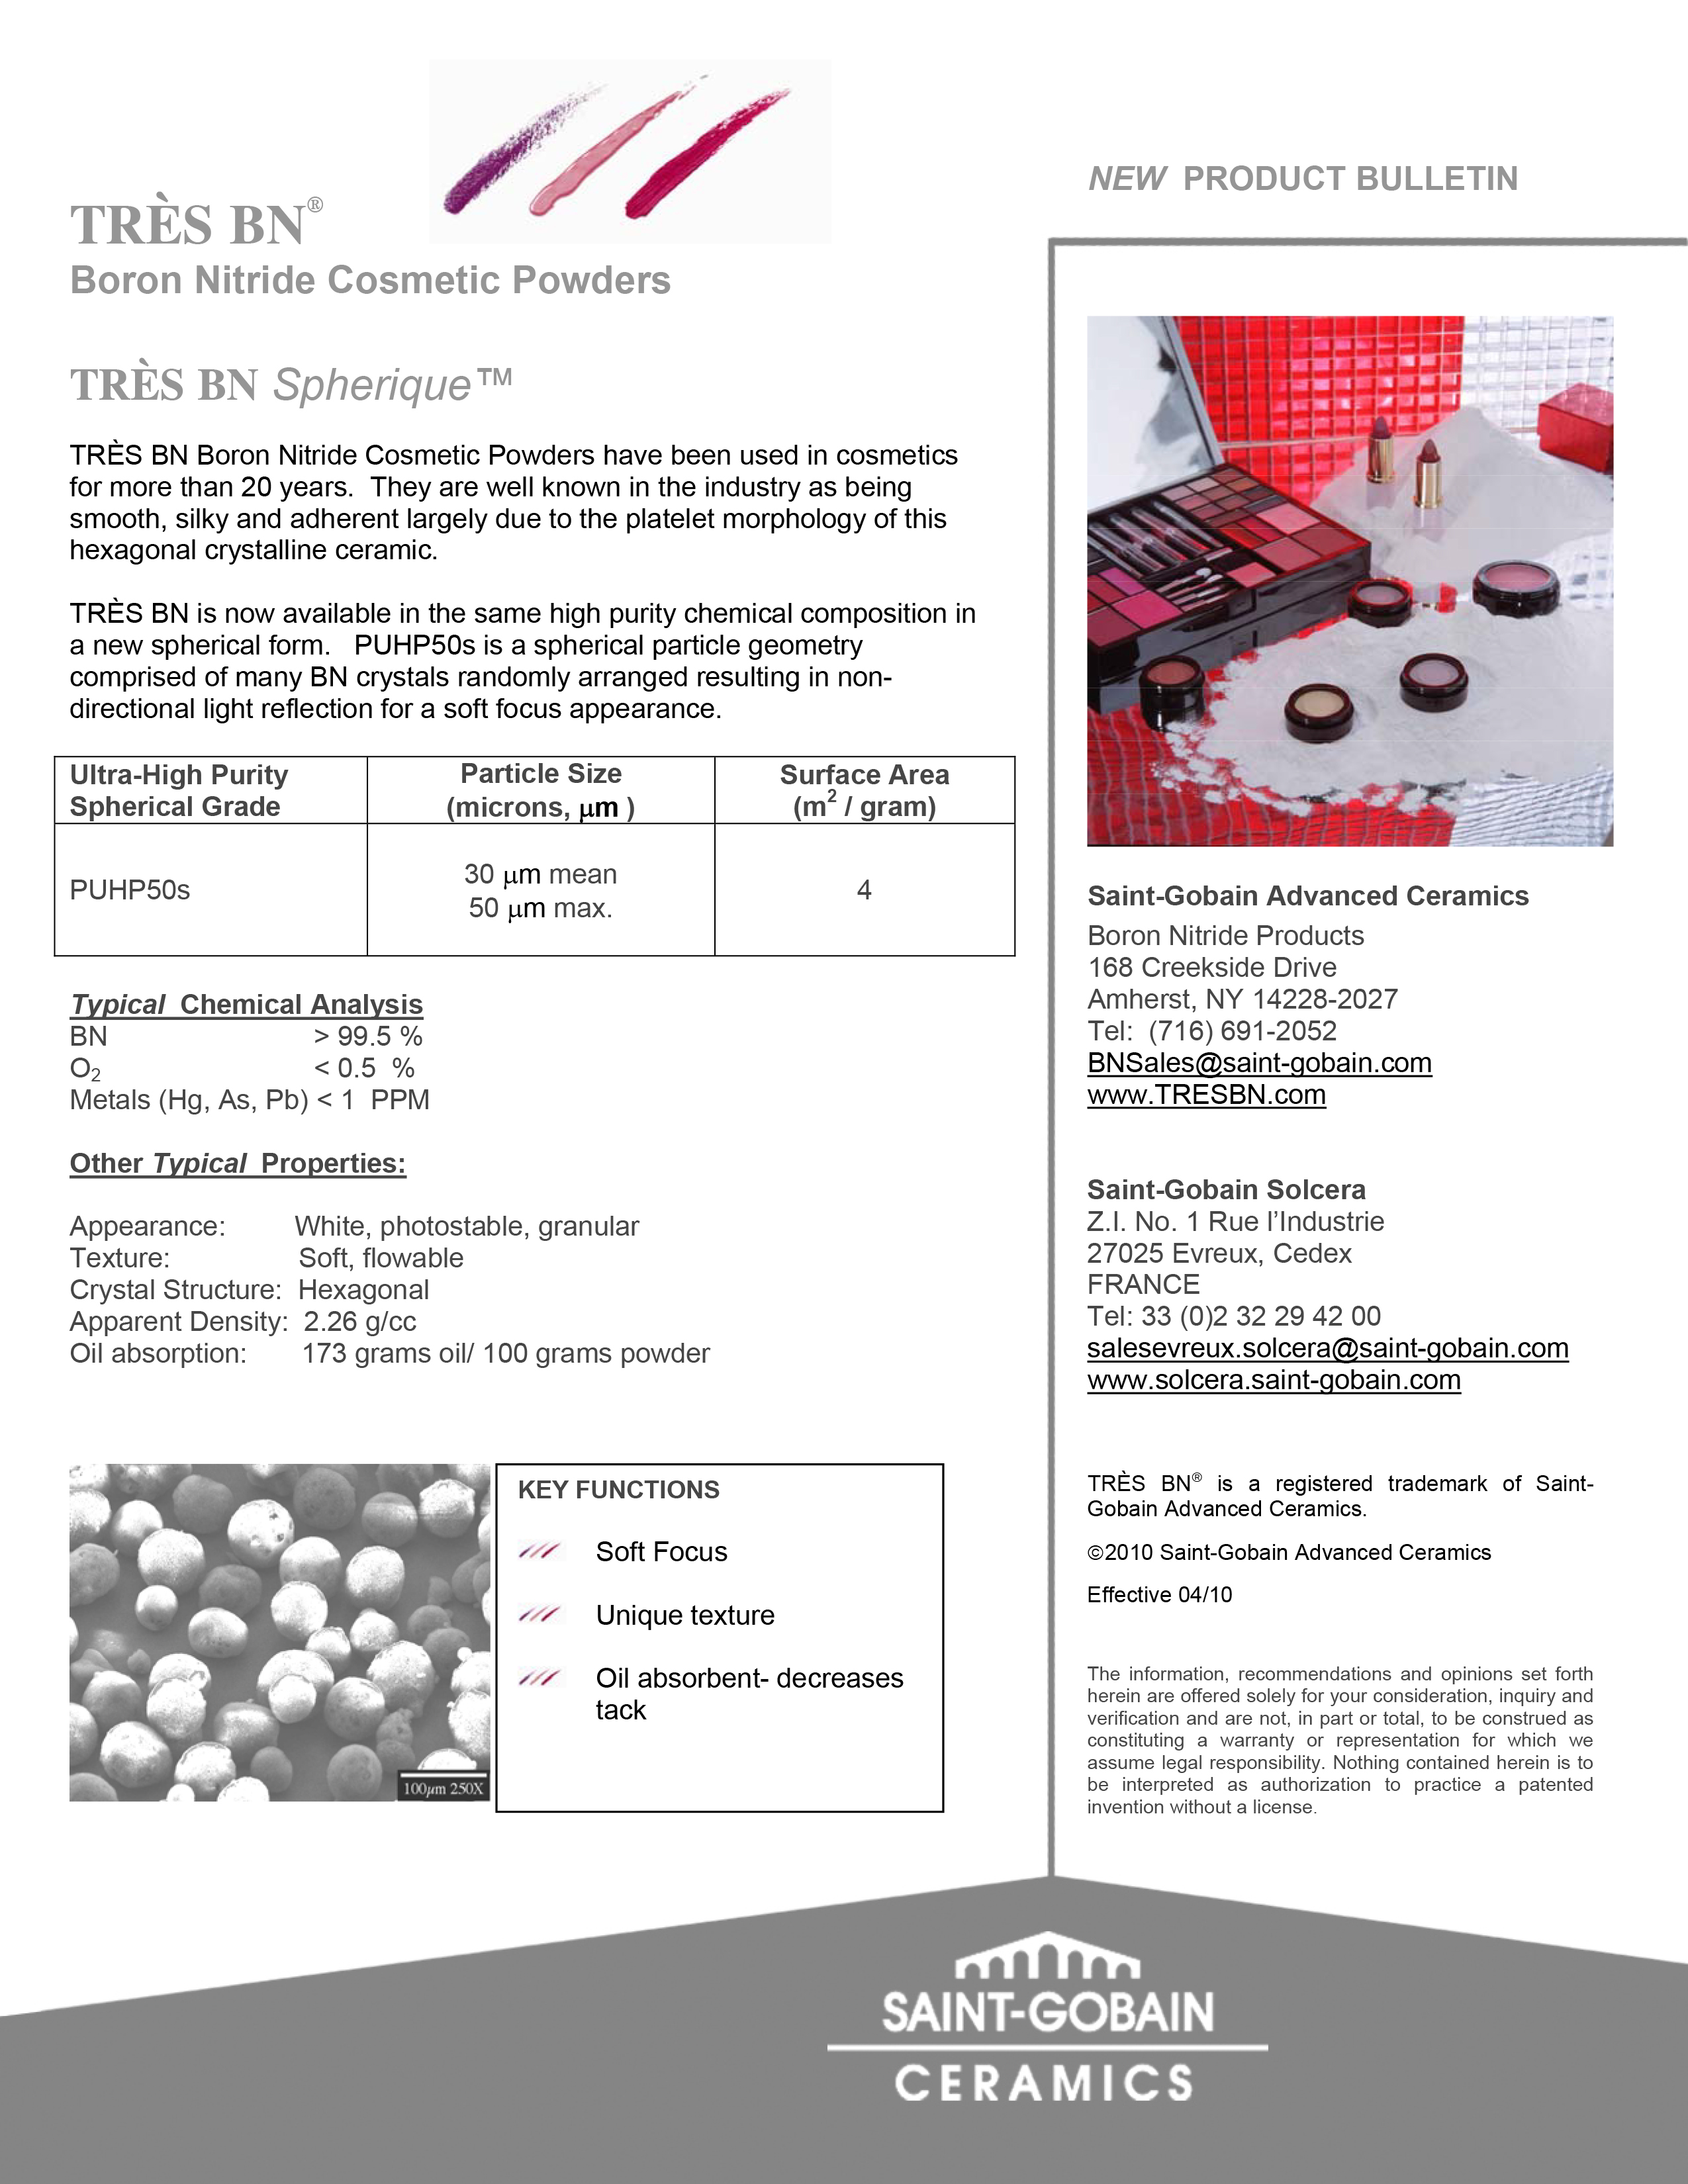 TRÈS BN®
Boron Nitride Cosmetic Powders
TRÈS BN Spherique™
TRÈS BN Boron Nitride Cosmetic Powders have been used in cosmetics
for more than 20 years. They are well known in the industry as being
smooth, silky and adherent largely due to the platelet morphology of this
hexagonal crystalline ceramic.
TRÈS BN is now available in the same high purity chemical composition in
a new spherical form. PUHP50s is a spherical particle geometry
comprised of many BN crystals randomly arranged resulting in non-
directional light reflection for a soft focus appearance.
Ultra-High Purity
Spherical Grade
Particle Size
(microns, μm )
Surface Area
(m² / gram)
PUHP50s
30 μm mean
50 μm max.
4
Typical Chemical Analysis
BN > 99.5 %
O₂ < 0.5 %
Metals (Hg, As, Pb) < 1 PPM
Other Typical Properties:
Appearance: White, photostable, granular
Texture: Soft, flowable
Crystal Structure: Hexagonal
Apparent Density: 2.26 g/cc
Oil absorption: 173 grams oil/ 100 grams powder
100μm 250X
KEY FUNCTIONS
Soft Focus
Unique texture
Oil absorbent- decreases
tack
NEW PRODUCT BULLETIN
Saint-Gobain Advanced Ceramics
Boron Nitride Products
168 Creekside Drive
Amherst, NY 14228-2027
Tel: (716) 691-2052
BNSales@saint-gobain.com
www.TRESBN.com
Saint-Gobain Solcera
Z.I. No. 1 Rue l’Industrie
27025 Evreux, Cedex
FRANCE
Tel: 33 (0)2 32 29 42 00
salesevreux.solcera@saint-gobain.com
www.solcera.saint-gobain.com
TRÈS BN® is a registered trademark of Saint-
Gobain Advanced Ceramics.
©2010 Saint-Gobain Advanced Ceramics
Effective 04/10
The information, recommendations and opinions set forth
herein are offered solely for your consideration, inquiry and
verification and are not, in part or total, to be construed as
constituting a warranty or representation for which we
assume legal responsibility. Nothing contained herein is to
be interpreted as authorization to practice a patented
invention without a license.
SAINT-GOBAIN
CERAMICS